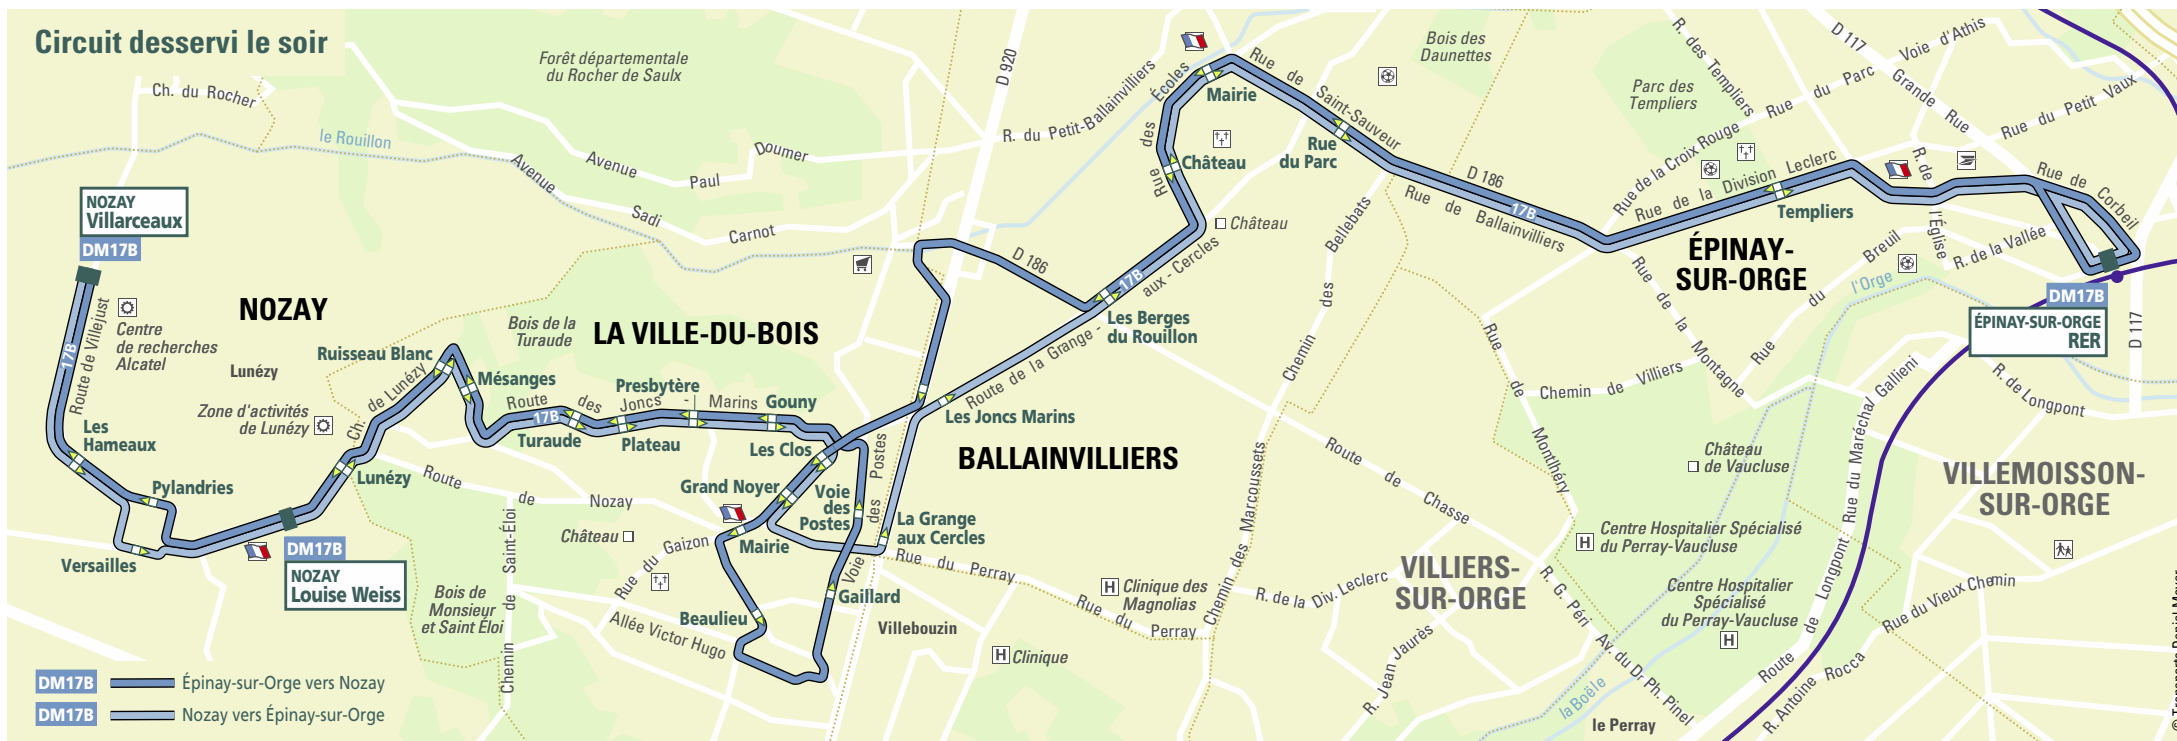 Circuit desservi le soir
Forêt départementale
du Rocher de Saulx
Ch. du Rocher
le Rouillon
Avenue
Sadi
Carnot
Avenue
Paul
Doumer
D 920
R. du Petit-Ballainvilliers
Rue des Écoles
Mairie
Château
Rue de Saint-Sauveur
Rue
du Parc
Bois des
Daunettes
Parc des
Templiers
R. des Templiers
D 117
Voie d'Athis
Grande Rue
Rue du Parc
Rue du Petit Vaux
Rue de la Croix Rouge
Rue de la Division Leclerc
Templiers
R. de l'Église
Rue de Corbeil
R. de la Vallée
Rue du Breuil
l'Orge
D 186
Rue de Ballainvilliers
17B
ÉPINAY-
SUR-ORGE
DM17B
ÉPINAY-SUR-ORGE
RER
D 117
R. de Longpont
NOZAY
Villarceaux
DM17B
17B
Route de Villejust
Centre
de recherches
Alcatel
NOZAY
Lunézy
Zone d'activités
de Lunézy
Les
Hameaux
Pylandries
Versailles
DM17B
NOZAY
Louise Weiss
Lunézy
Ch. de Lunézy
Ruisseau Blanc
Mésanges
Bois de la
Turaude
LA VILLE-DU-BOIS
Route des Joncs - Marins
17B
Turaude
Plateau
Presbytère
Gouny
Les Clos
Grand Noyer
Mairie
Voie
des
Postes
Voie des Postes
Route de Nozay
Château
Rue du Gaizon
Chemin de Saint-Éloi
Bois de
Monsieur
et Saint Éloi
Allée Victor Hugo
Beaulieu
Gaillard
La Grange
aux Cercles
Les Joncs Marins
D 186
17B
Les Berges
du Rouillon
Route de la Grange - aux - Cercles
Château
Chemin des Bellebats
BALLAINVILLIERS
Rue du Perray
Rue du Perray
Villebouzin
H Clinique
H Clinique des
Magnolias
Chemin des Marcoussets
R. de la Div. Leclerc
R. Jean Jaurès
VILLIERS-
SUR-ORGE
Route de Chasse
Rue de Montlhéry
Chemin de Villiers
Rue de la Montagne
R. G. Péri
Av. du Dr Ph. Pinel
la Boële
le Perray
Château
de Vaucluse
H Centre Hospitalier Spécialisé
du Perray-Vaucluse
Centre Hospitalier
Spécialisé
du Perray-Vaucluse
H
Rue du Maréchal Gallieni
Route de Longpont
R. Antoine Rocca
Rue du Vieux Chemin
VILLEMOISSON-
SUR-ORGE
DM17B Épinay-sur-Orge vers Nozay
DM17B Nozay vers Épinay-sur-Orge